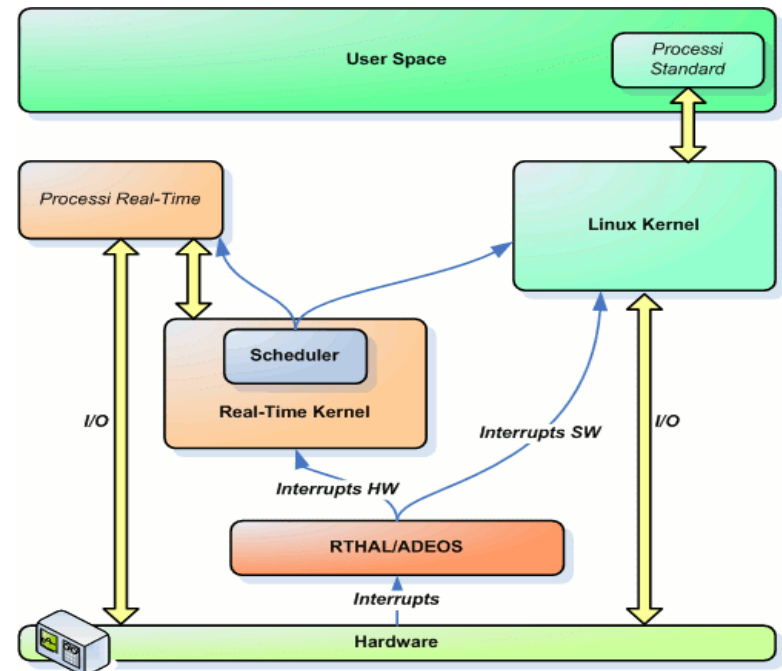 User Space
Processi
Standard
Processi Real-Time
Linux Kernel
Scheduler
Real-Time Kernel
I/O
Interrupts SW
I/O
Interrupts HW
RTHAL/ADEOS
Interrupts
Hardware